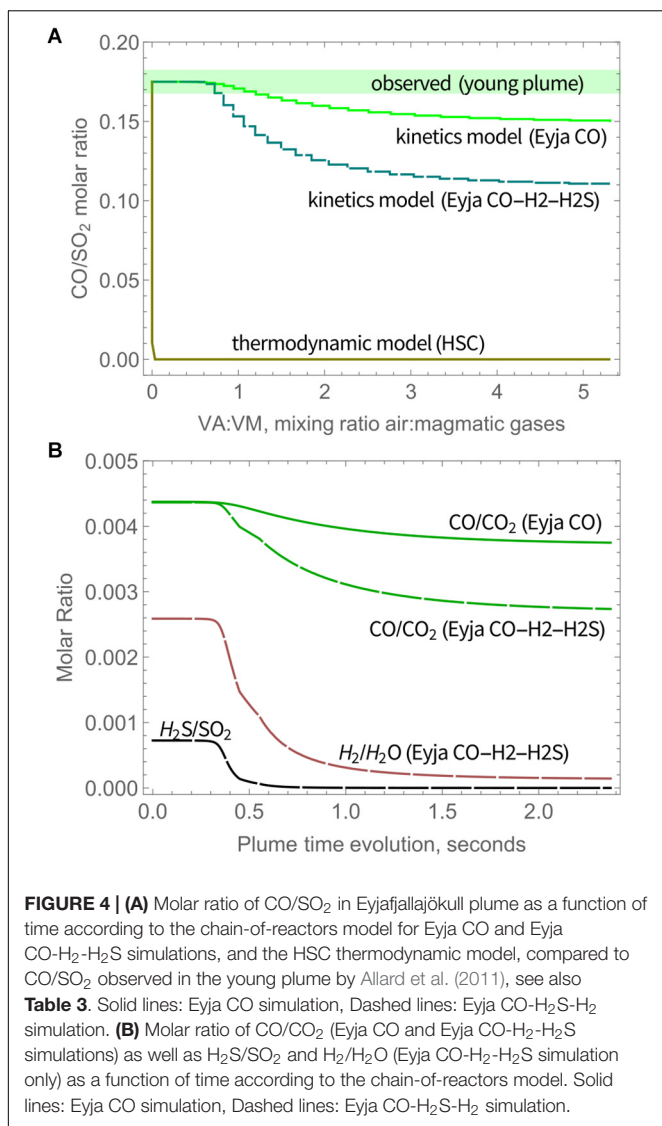 A
0.20
0.15
0.10
0.05
0.00
CO/SO₂ molar ratio
observed (young plume)
kinetics model (Eyja CO)
kinetics model (Eyja CO–H2–H2S)
thermodynamic model (HSC)
0 1 2 3 4 5
VA:VM, mixing ratio air:magmatic gases
B
0.005
0.004
0.003
0.002
0.001
0.000
Molar Ratio
CO/CO₂ (Eyja CO)
CO/CO₂ (Eyja CO–H2–H2S)
H₂S/SO₂
H₂/H₂O (Eyja CO–H2–H2S)
0.0 0.5 1.0 1.5 2.0
Plume time evolution, seconds
FIGURE 4 | (A) Molar ratio of CO/SO₂ in Eyjafjallajökull plume as a function of
time according to the chain-of-reactors model for Eyja CO and Eyja
CO-H₂-H₂S simulations, and the HSC thermodynamic model, compared to
CO/SO₂ observed in the young plume by Allard et al. (2011), see also
Table 3. Solid lines: Eyja CO simulation, Dashed lines: Eyja CO-H₂S-H₂
simulation. (B) Molar ratio of CO/CO₂ (Eyja CO and Eyja CO-H₂-H₂S
simulations) as well as H₂S/SO₂ and H₂/H₂O (Eyja CO-H₂-H₂S simulation
only) as a function of time according to the chain-of-reactors model. Solid
lines: Eyja CO simulation, Dashed lines: Eyja CO-H₂S-H₂ simulation.